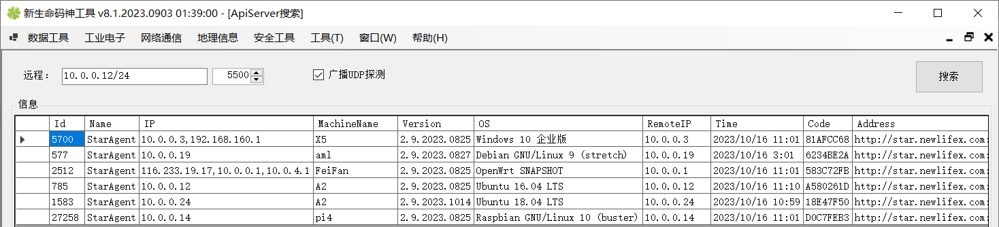 新生命码神工具 v8.1.2023.0903 01:39:00 - [ApiServer搜索]
数据工具 工业电子 网络通信 地理信息 安全工具 工具(T) 窗口(W) 帮助(H)
远程： 10.0.0.12/24 5500 广播UDP探测 搜索
信息
Id Name IP MachineName Version OS RemoteIP Time Code Address
5700 StarAgent 10.0.0.3,192.168.160.1 X5 2.9.2023.0825 Windows 10 企业版 10.0.0.3 2023/10/16 11:01 81AFCC68 http://star.newlifex.com:
577 StarAgent 10.0.0.19 aml 2.9.2023.0827 Debian GNU/Linux 9 (stretch) 10.0.0.19 2023/10/16 3:01 6234BE2A http://star.newlifex.com:
2512 StarAgent 116.233.19.17,10.0.0.1,10.0.4.1 FeiFan 2.9.2023.0825 OpenWrt SNAPSHOT 10.0.0.1 2023/10/16 11:01 583C72FB http://star.newlifex.com:
785 StarAgent 10.0.0.12 A2 2.9.2023.0825 Ubuntu 16.04 LTS 10.0.0.12 2023/10/16 11:10 A580261D http://star.newlifex.com:
1583 StarAgent 10.0.0.24 A2 2.9.2023.1014 Ubuntu 18.04 LTS 10.0.0.24 2023/10/16 10:59 18E47F50 http://star.newlifex.com:
27258 StarAgent 10.0.0.14 pi4 2.9.2023.0825 Raspbian GNU/Linux 10 (buster) 10.0.0.14 2023/10/16 11:01 D0C7FEB3 http://star.newlifex.com: